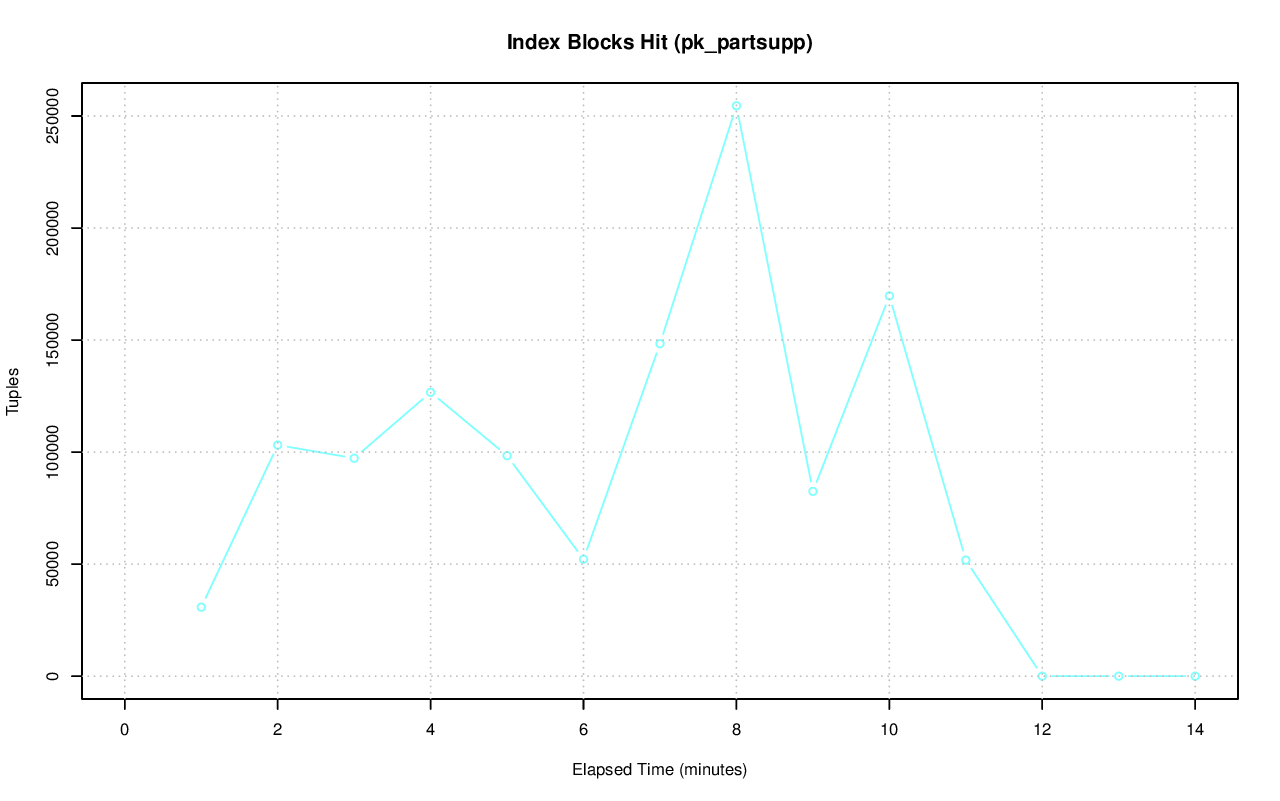 Index Blocks Hit (pk_partsupp)
250000
200000
150000
100000
50000
0
Tuples
0 2 4 6 8 10 12 14
Elapsed Time (minutes)